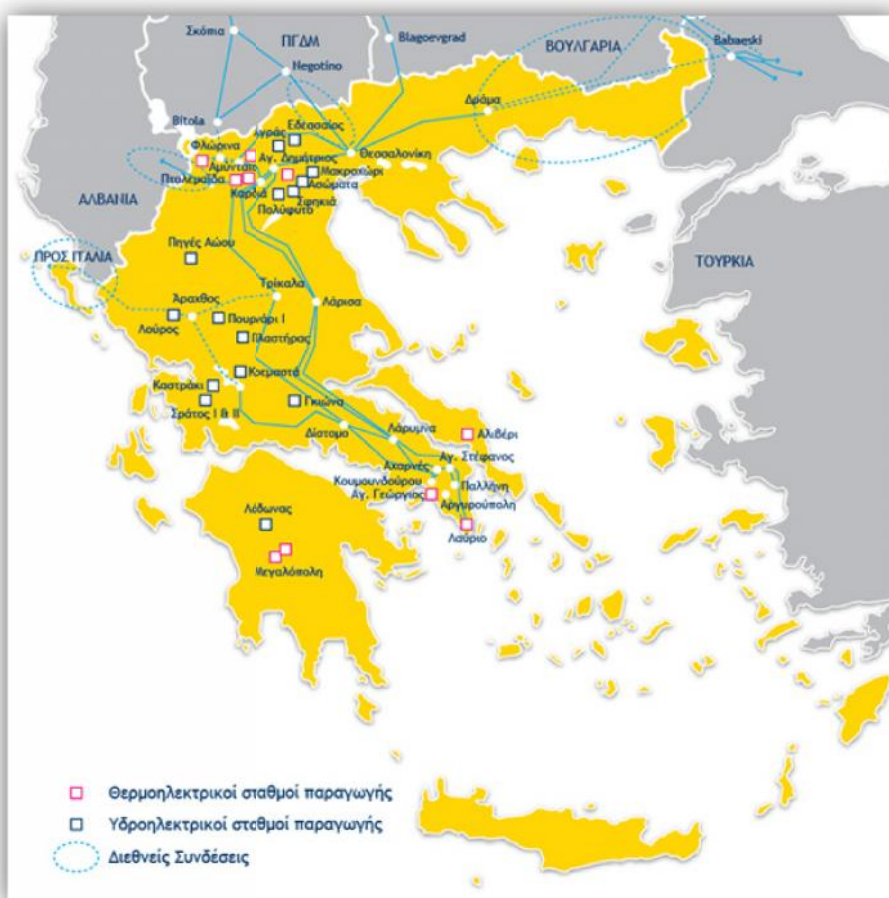 Σκόπια
ΠΓΔΜ
Blagoevgrad
ΒΟΥΛΓΑΡΙΑ
Babaeski
Negotino
Δράμα
Bitola
Εδεσσαίος
Αγράς
Φλώρινα
Θεσσαλονίκη
Αγ. Δημήτριος
Αμύνταιο
Μακροχώρι
Πτολεμαΐδα
Ασώματα
Καρδιά
Σφηκιά
Πολύφυτο
ΑΛΒΑΝΙΑ
ΠΡΟΣ ΙΤΑΛΙΑ
Πηγές Αώου
ΤΟΥΡΚΙΑ
Τρίκαλα
Άραχθος
Λάρισα
Λούρος
Πουρνάρι Ι
Πλαστήρας
Κρεμαστά
Καστράκι
Γκιώνα
Σράτος Ι & ΙΙ
Δίστομο
Λάρυμνα
Αλιβέρι
Αγ. Στέφανος
Αχαρνές
Κουμουνδούρου
Παλλήνη
Αγ. Γεώργιος
Αργυρούπολη
Λαύριο
Λάδωνας
Μεγαλόπολη
Θερμοηλεκτρικοί σταθμοί παραγωγής
Υδροηλεκτρικοί σταθμοί παραγωγής
Διεθνείς Συνδέσεις